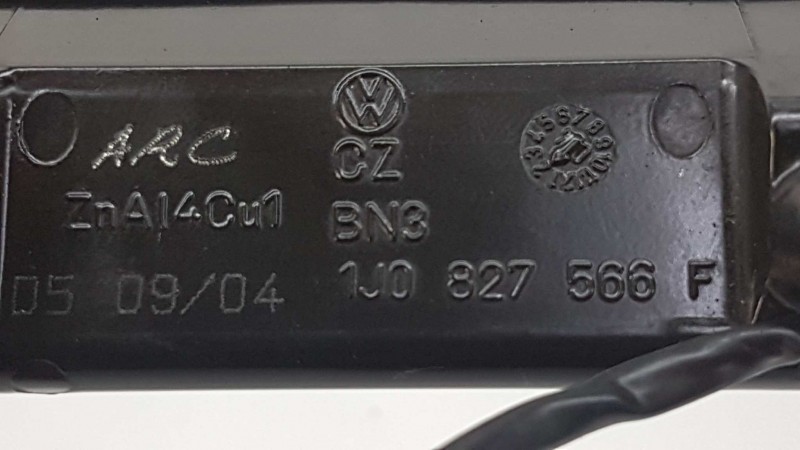 VW
CZ
ARC
ZnAl4Cu1
BN3
05 09/04
1J0 827 566 F